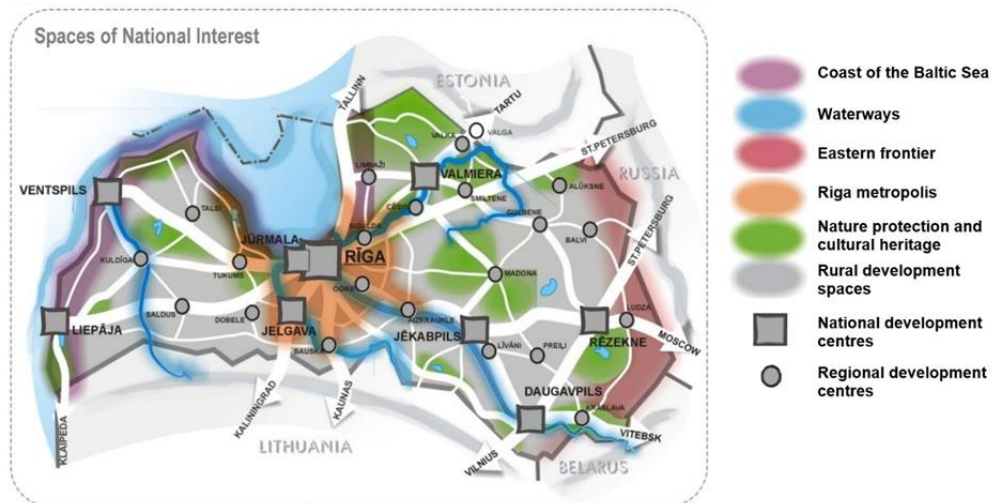 Spaces of National Interest
ESTONIA
TALLINN
TARTU
VALKA
VALGA
ST.PETERSBURG
RUSSIA
LIMBAŽI
VALMIERA
VENTSPILS
TALSI
CĒSIS
SMILTENE
ALŪKSNE
GULBENE
ST.PETERSBURG
SIGULDA
BALVI
JŪRMALA
RĪGA
KULDĪGA
TUKUMS
MADONA
OGRE
LUDZA
SALDUS
DOBELE
AIZKRAUKLE
LIEPĀJA
JELGAVA
JĒKABPILS
RĒZEKNE
MOSCOW
BAUSKA
LĪVĀNI
PREIĻI
DAUGAVPILS
KALININGRAD
KAUNAS
KRĀSLAVA
KLAIPEDA
LITHUANIA
VILNIUS
VITEBSK
BELARUS
Coast of the Baltic Sea
Waterways
Eastern frontier
Riga metropolis
Nature protection and
cultural heritage
Rural development
spaces
National development
centres
Regional development
centres